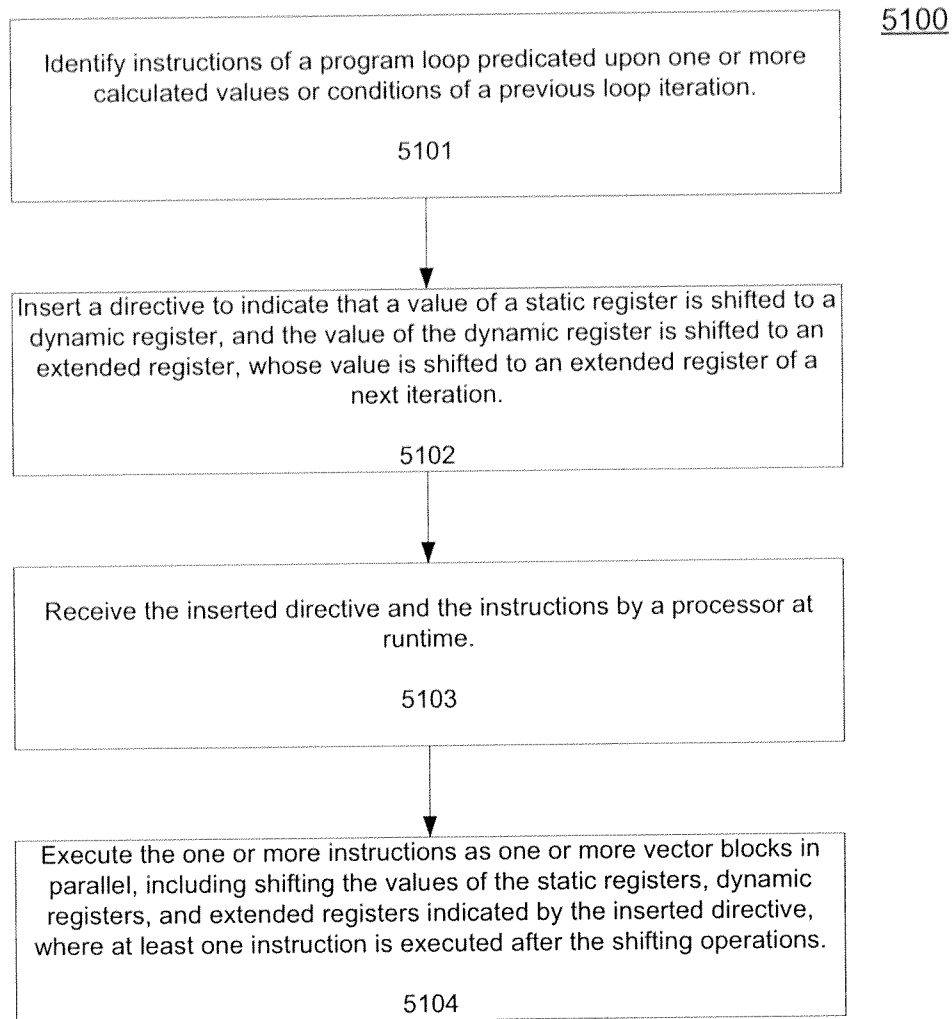 5100
Identify instructions of a program loop predicated upon one or more
calculated values or conditions of a previous loop iteration.
5101
Insert a directive to indicate that a value of a static register is shifted to a
dynamic register, and the value of the dynamic register is shifted to an
extended register, whose value is shifted to an extended register of a
next iteration.
5102
Receive the inserted directive and the instructions by a processor at
runtime.
5103
Execute the one or more instructions as one or more vector blocks in
parallel, including shifting the values of the static registers, dynamic
registers, and extended registers indicated by the inserted directive,
where at least one instruction is executed after the shifting operations.
5104